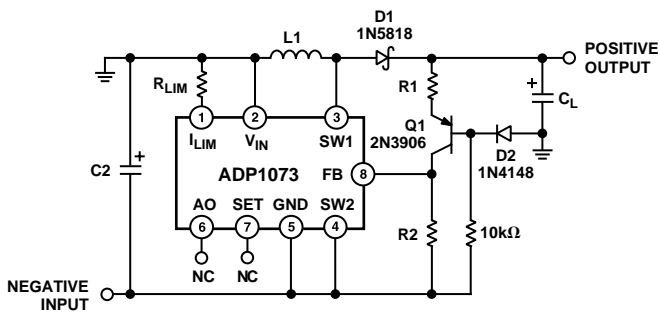 D1
1N5818
L1
POSITIVE
OUTPUT
RLIM
R1
CL
1
2
3
ILIM
VIN
SW1
Q1
2N3906
C2
ADP1073
FB
8
D2
1N4148
AO
SET
GND
SW2
6
7
5
4
R2
10kΩ
NC
NC
NEGATIVE
INPUT
+
+